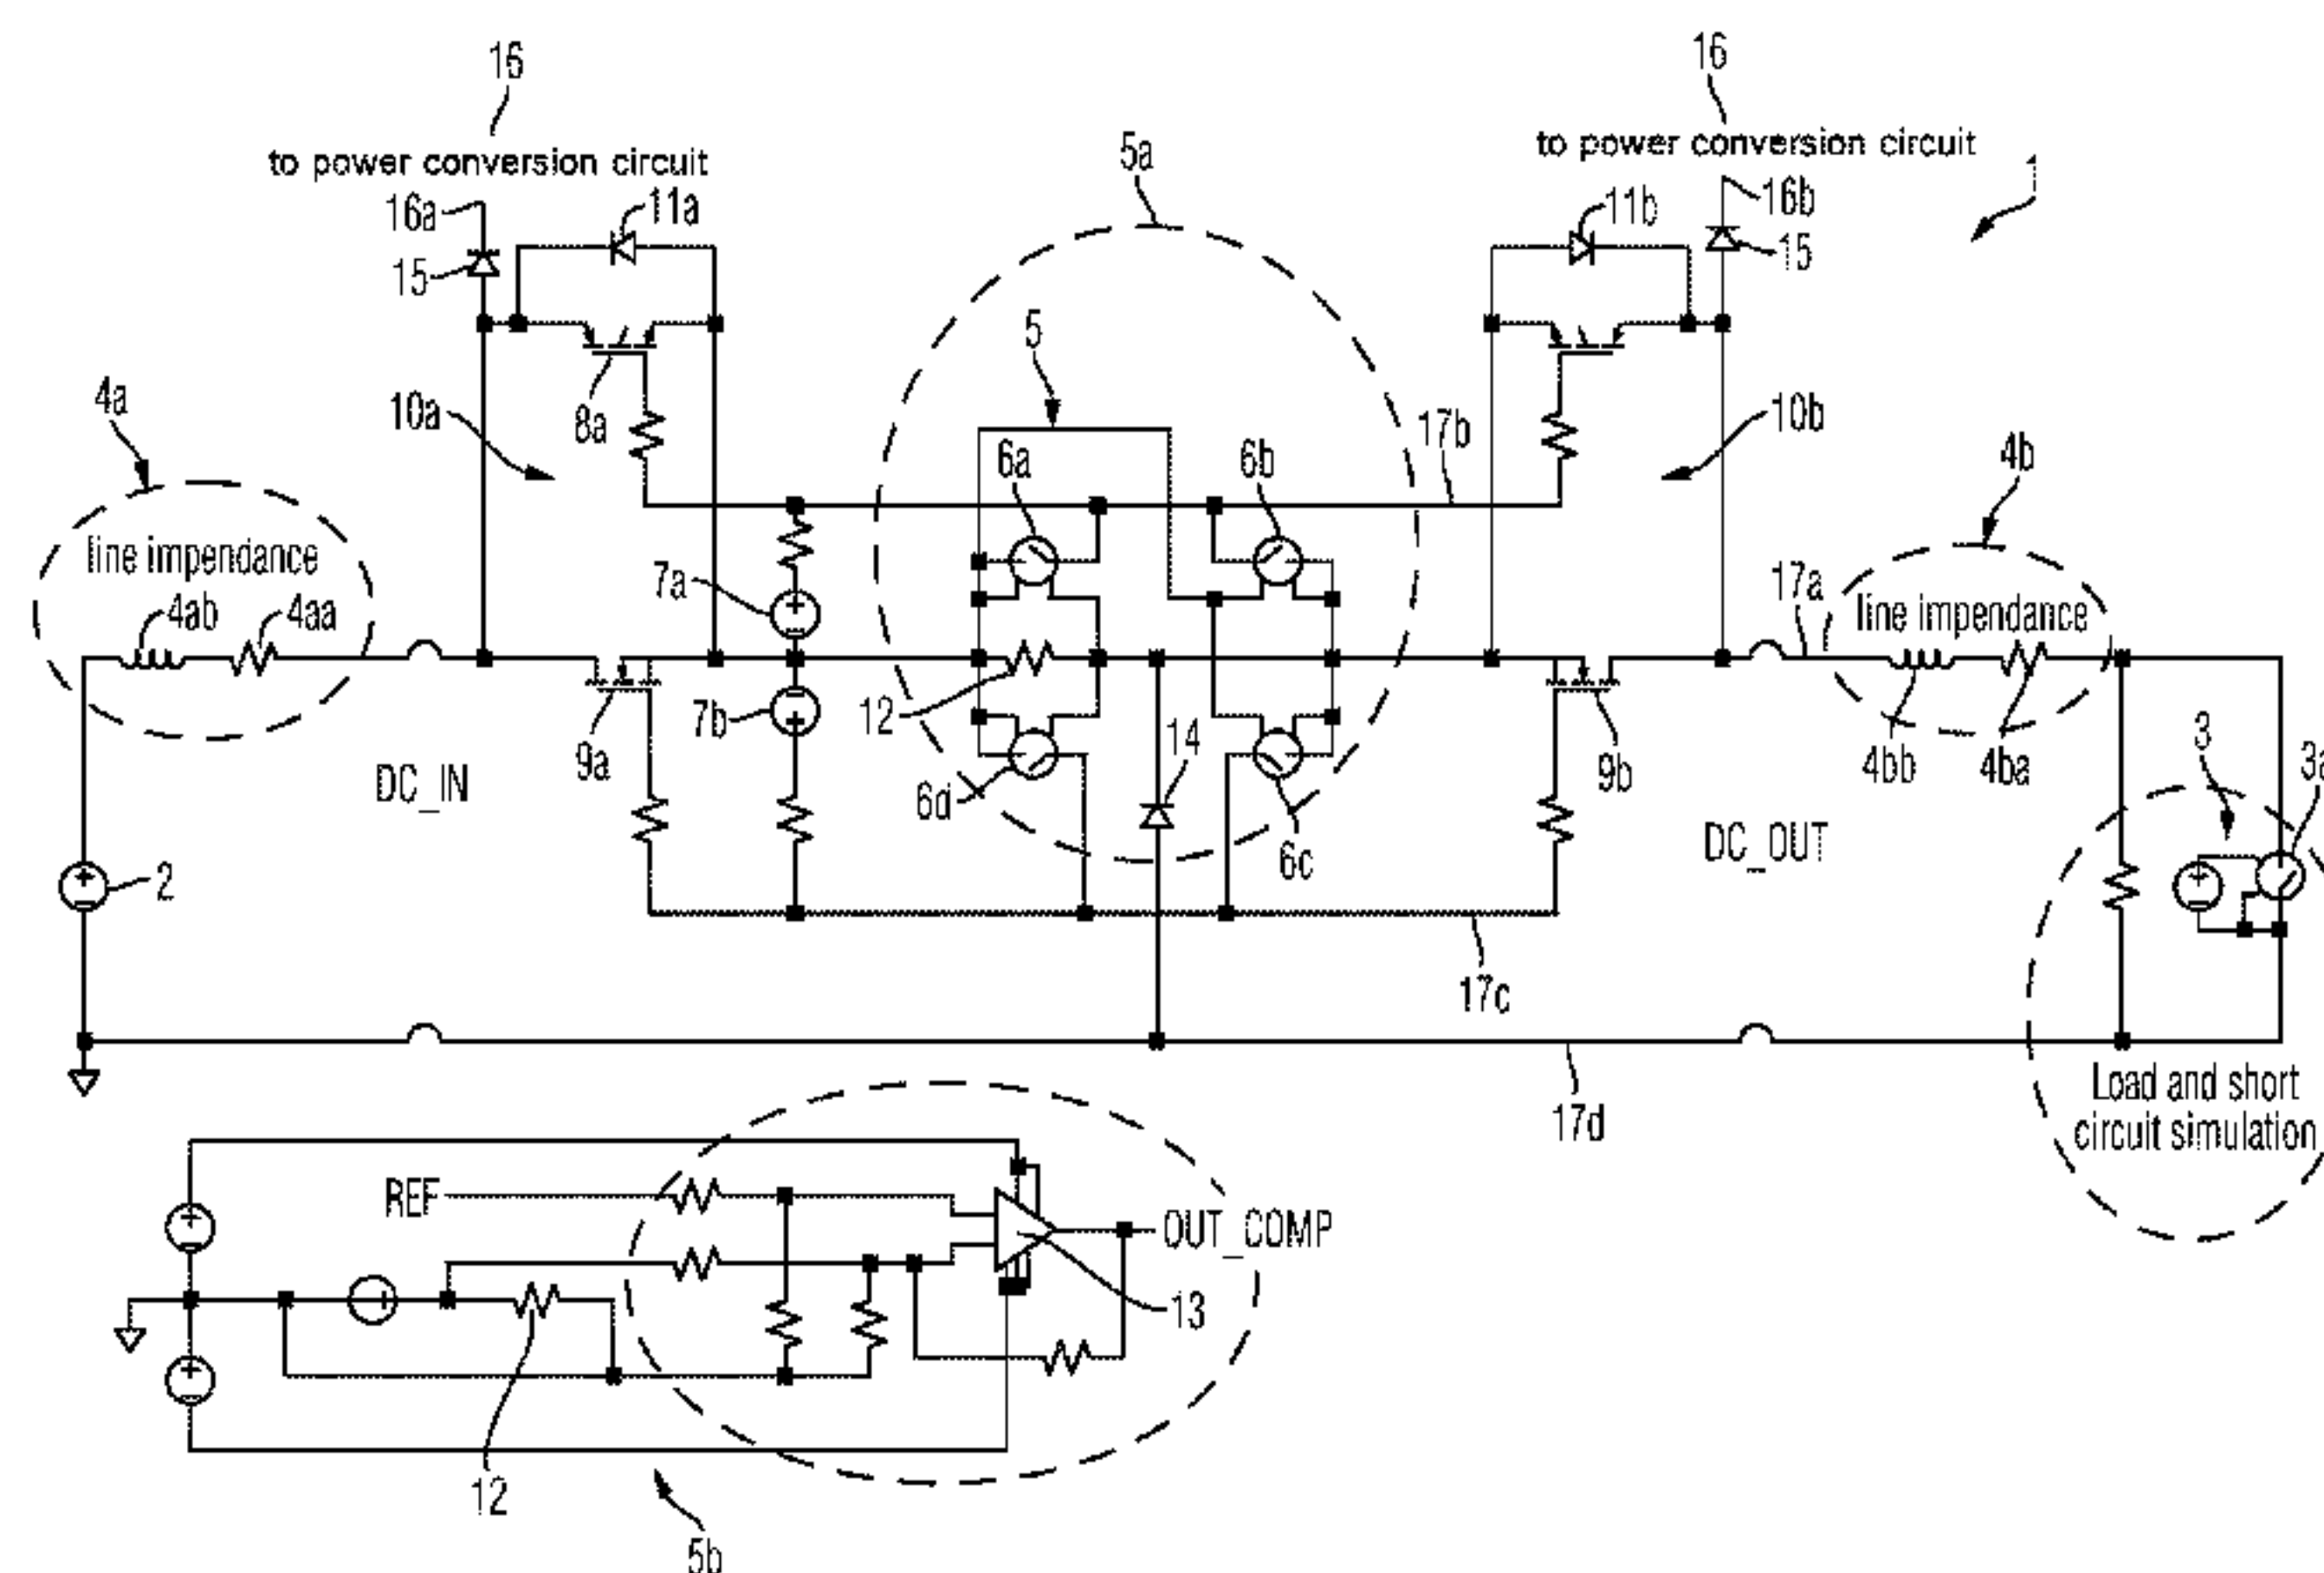 16
16
to power conversion circuit
to power conversion circuit
5a
1
16a
11a
11b
16b
15
15
5
4a
10a
8a
17b
10b
6a
6b
4b
line impendance
7a
17a
line impendance
4ab
4aa
12
7b
14
9a
6d
6c
9b
4bb
4ba
3
3a
DC_IN
DC_OUT
2
17c
17d
Load and short
circuit simulation
REF
OUT_COMP
13
12
5b